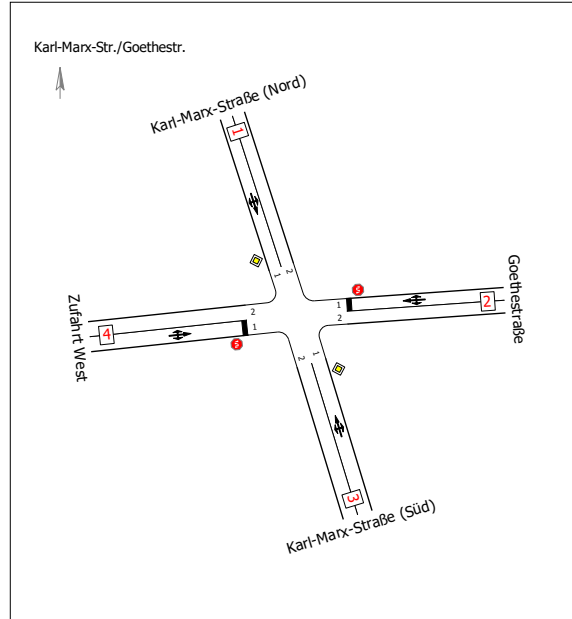 Karl-Marx-Str./Goethestr.
Karl-Marx-Straße (Nord)
1
1
2
Goethestraße
2
1
2
Zufahrt West
4
2
1
S
S
2
1
3
Karl-Marx-Straße (Süd)